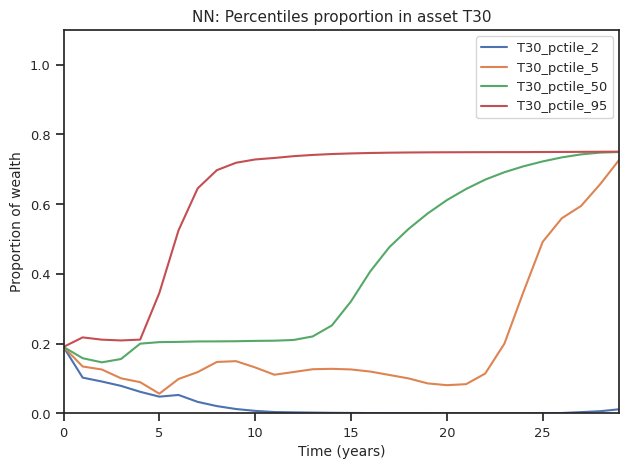 NN: Percentiles proportion in asset T30
T30_pctile_2
T30_pctile_5
T30_pctile_50
T30_pctile_95
1.0
0.8
0.6
0.4
0.2
0.0
Proportion of wealth
0 5 10 15 20 25
Time (years)